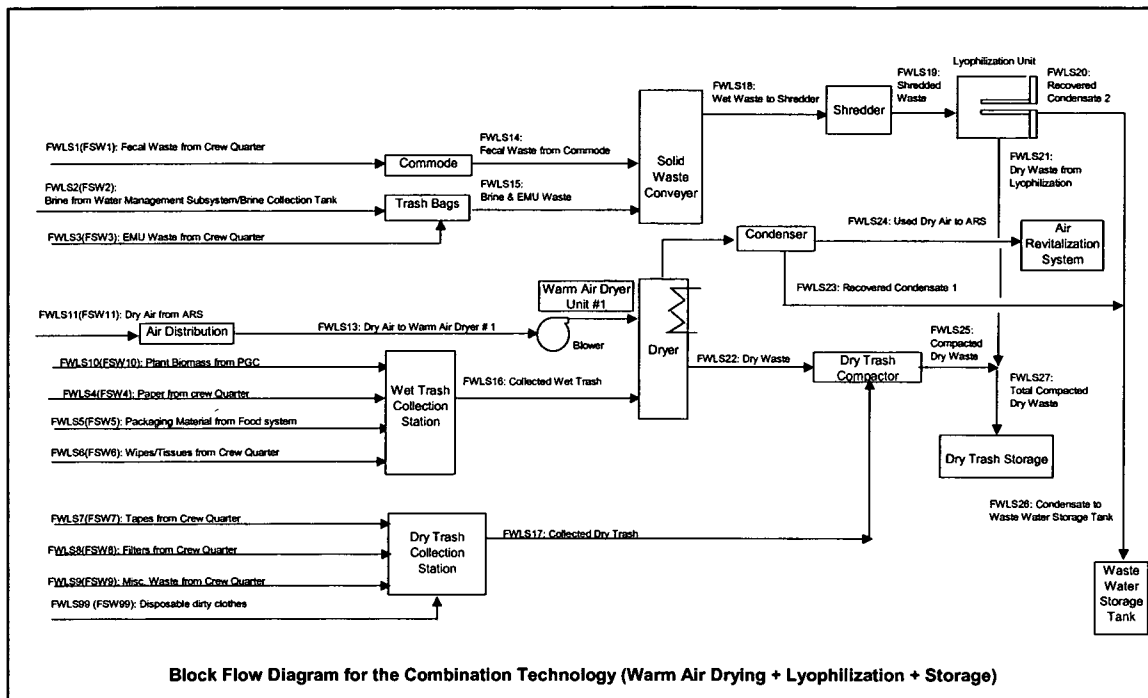 Lyophilization Unit
FWLS18:
Wet Waste to Shredder
FWLS19:
Shredded
Waste
FWLS20:
Recovered
Condensate 2
Shredder
FWLS1(FSW1): Fecal Waste from Crew Quarter
Commode
FWLS14:
Fecal Waste from Commode
Solid
Waste
Conveyer
FWLS21:
Dry Waste from
Lyophilization
FWLS2(FSW2):
Brine from Water Management Subsystem/Brine Collection Tank
Trash Bags
FWLS15:
Brine & EMU Waste
FWLS3(FSW3): EMU Waste from Crew Quarter
Condenser
FWLS24: Used Dry Air to ARS
Air
Revitalization
System
FWLS23: Recovered Condensate 1
Warm Air Dryer
Unit #1
FWLS11(FSW11): Dry Air from ARS
Air Distribution
FWLS13: Dry Air to Warm Air Dryer # 1
Blower
Dryer
FWLS25:
Compacted
Dry Waste
FWLS10(FSW10): Plant Biomass from PGC
FWLS22: Dry Waste
Dry Trash
Compactor
FWLS4(FSW4): Paper from crew Quarter
Wet Trash
Collection
Station
FWLS16: Collected Wet Trash
FWLS27:
Total Compacted
Dry Waste
FWLS5(FSW5): Packaging Material from Food system
FWLS6(FSW6): Wipes/Tissues from Crew Quarter
Dry Trash Storage
FWLS26: Condensate to
Waste Water Storage Tank
FWLS7(FSW7): Tapes from Crew Quarter
FWLS8(FSW8): Filters from Crew Quarter
Dry Trash
Collection
Station
FWLS17: Collected Dry Trash
FWLS9(FSW9): Misc. Waste from Crew Quarter
FWLS99 (FSW99): Disposable dirty clothes
Waste
Water
Storage
Tank
Block Flow Diagram for the Combination Technology (Warm Air Drying + Lyophilization + Storage)